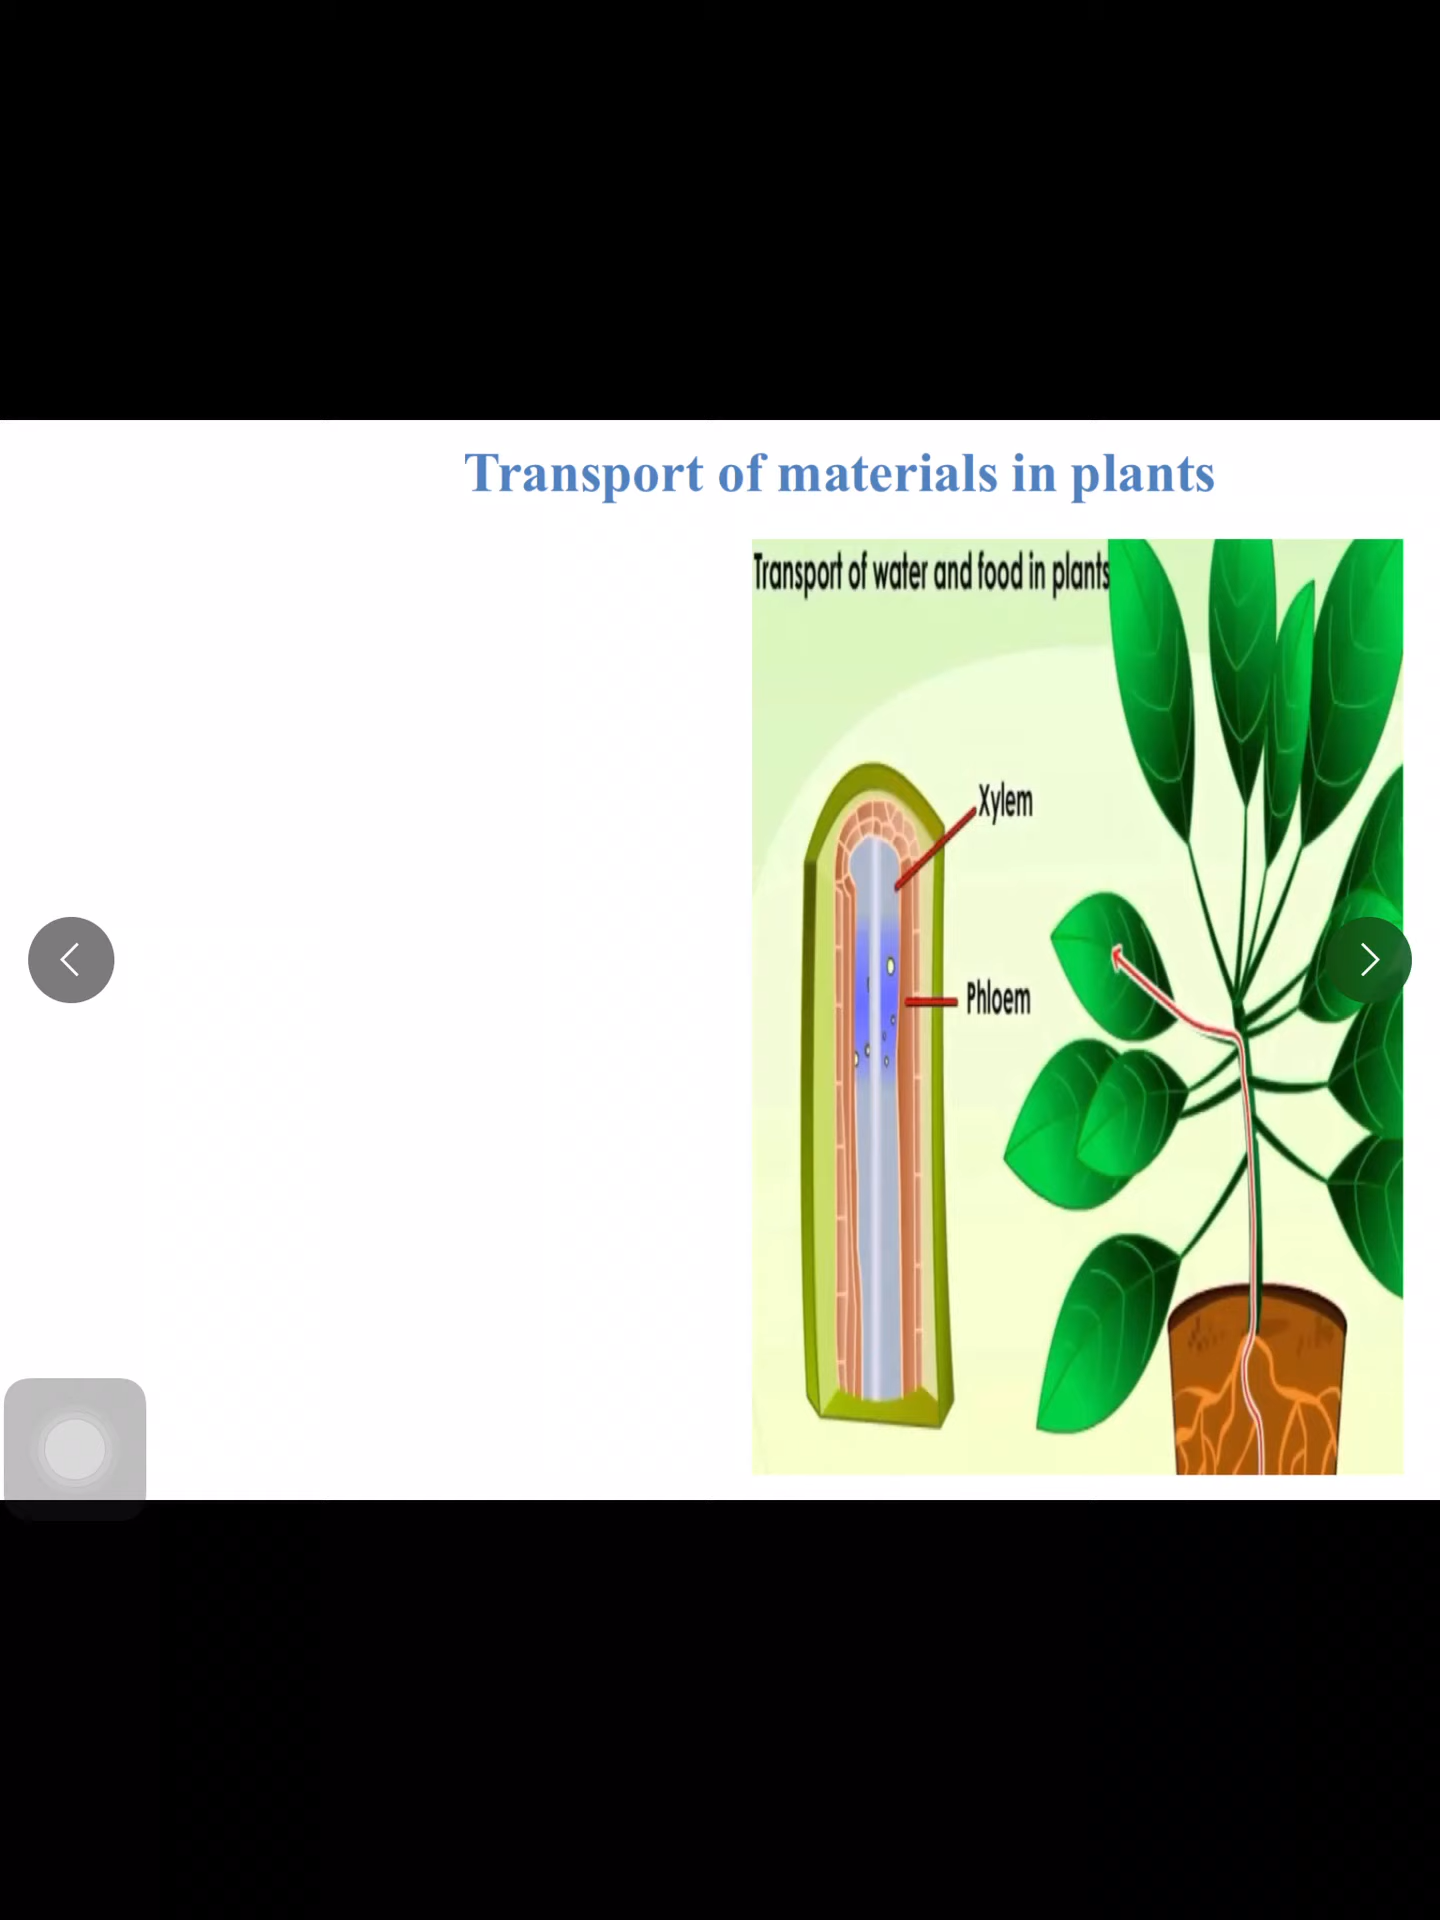 Transport of materials in plants
Transport of water and food in plants
Xylem
Phloem